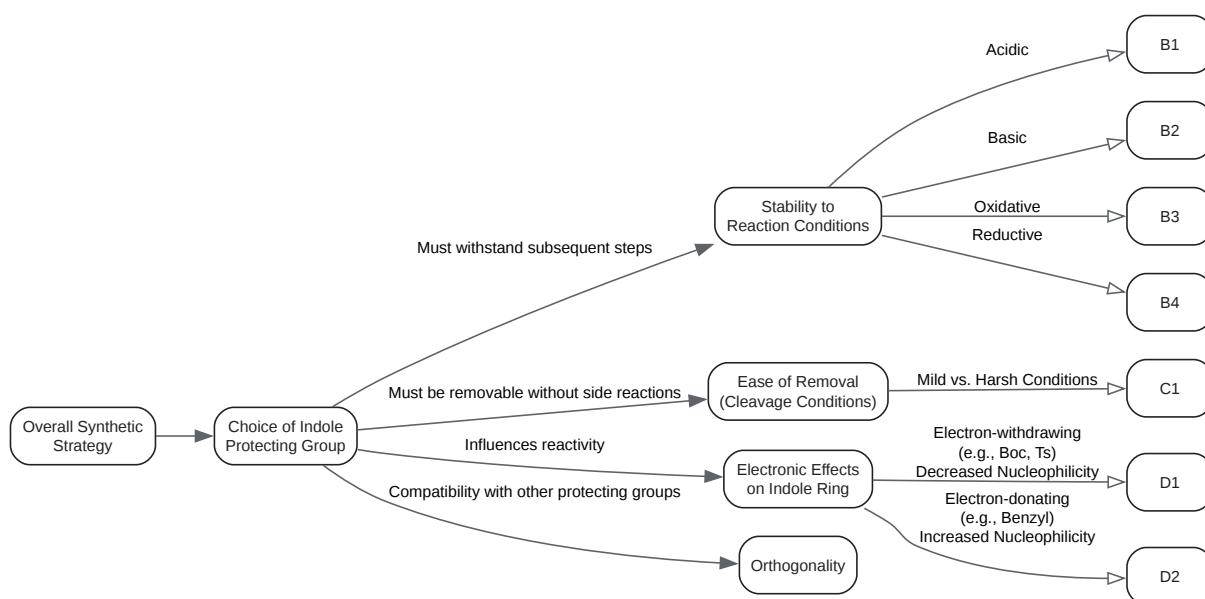 Overall Synthetic
Strategy
Choice of Indole
Protecting Group
Must withstand subsequent steps
Must be removable without side reactions
Influences reactivity
Compatibility with other protecting groups
Stability to
Reaction Conditions
Ease of Removal
(Cleavage Conditions)
Electronic Effects
on Indole Ring
Orthogonality
Acidic
Basic
Oxidative
Reductive
Mild vs. Harsh Conditions
Electron-withdrawing
(e.g., Boc, Ts)
Decreased Nucleophilicity
Electron-donating
(e.g., Benzyl)
Increased Nucleophilicity
B1
B2
B3
B4
C1
D1
D2